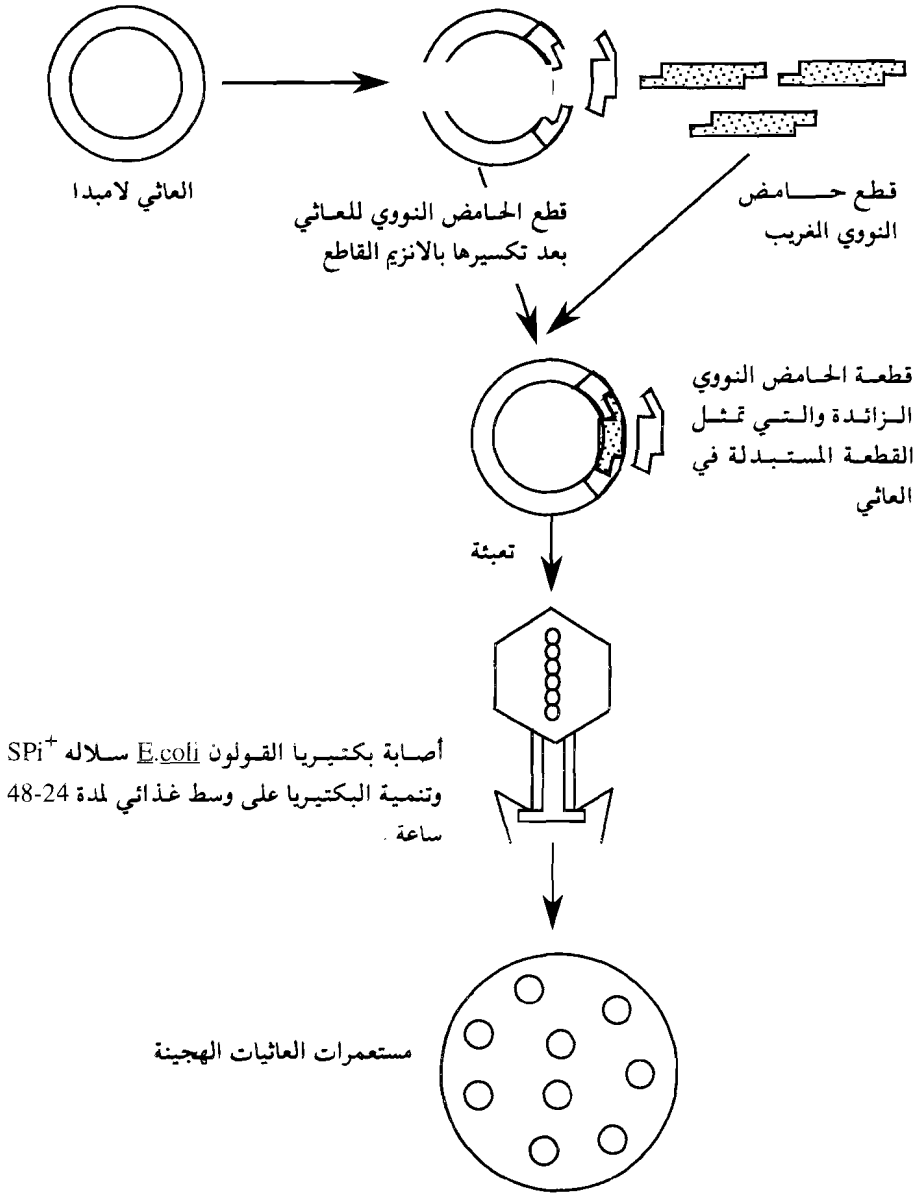 العاثي لامبدا
قطع الحامض النووي للعاثي
بعد تكسيرها بالانزيم القاطع
قطع حامض
النووي المغريب
قطعة الحامض النووي
الزائدة والتي تمثل
القطعة المستبدلة في
العاثي
تعبئة
أصابة بكتيريا القولون E.coli سلاله SPi+
وتنمية البكتيريا على وسط غذائي لمدة 24-48
ساعة .
مستعمرات العاثيات الهجينة